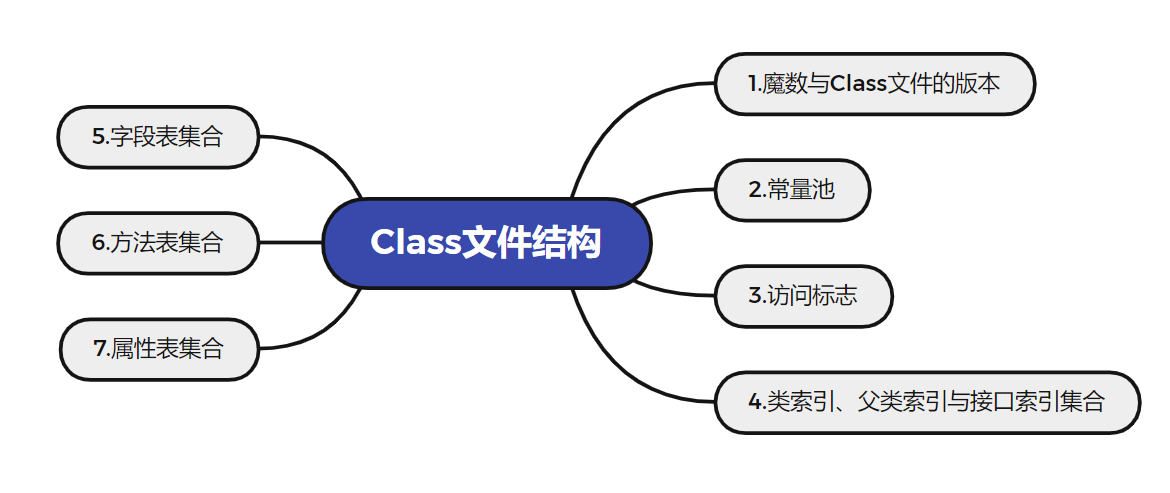 Class文件结构
1.魔数与Class文件的版本
2.常量池
3.访问标志
4.类索引、父类索引与接口索引集合
5.字段表集合
6.方法表集合
7.属性表集合